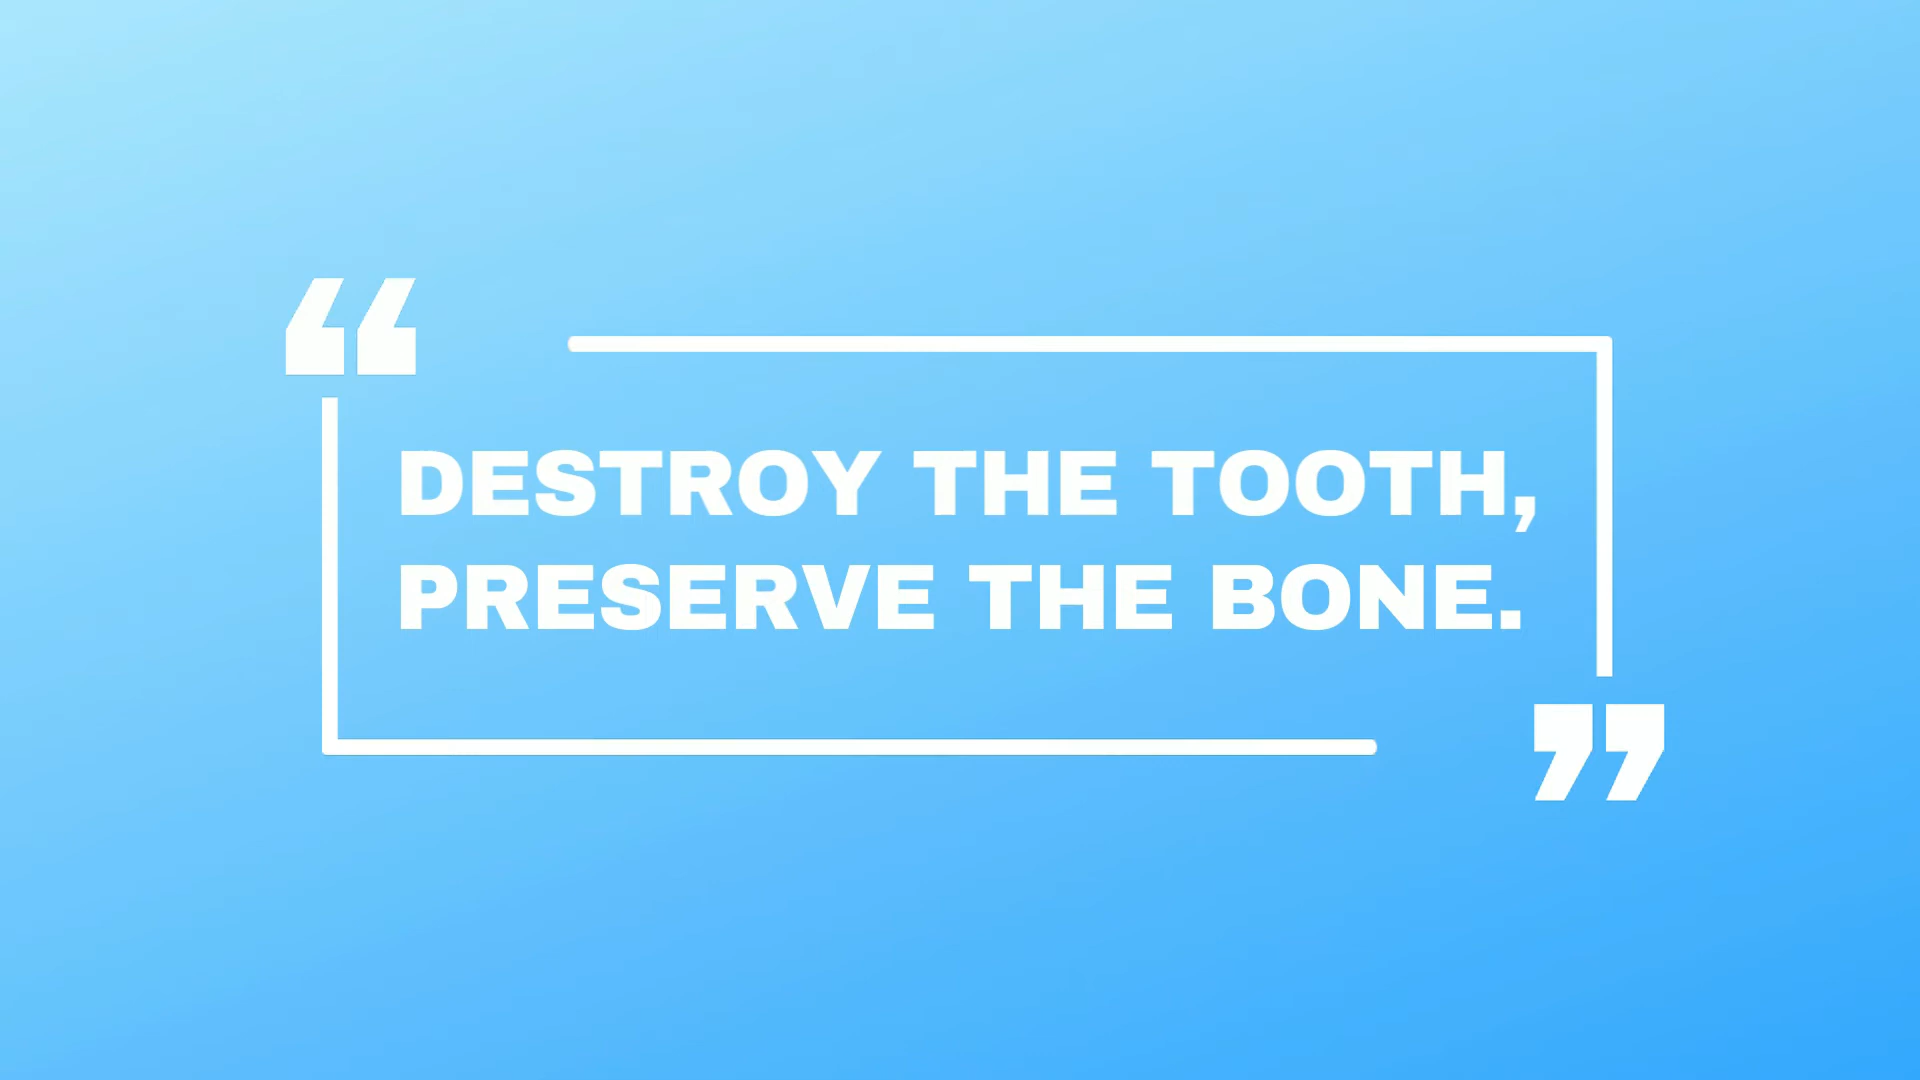 “
DESTROY THE TOOTH,
PRESERVE THE BONE.
”